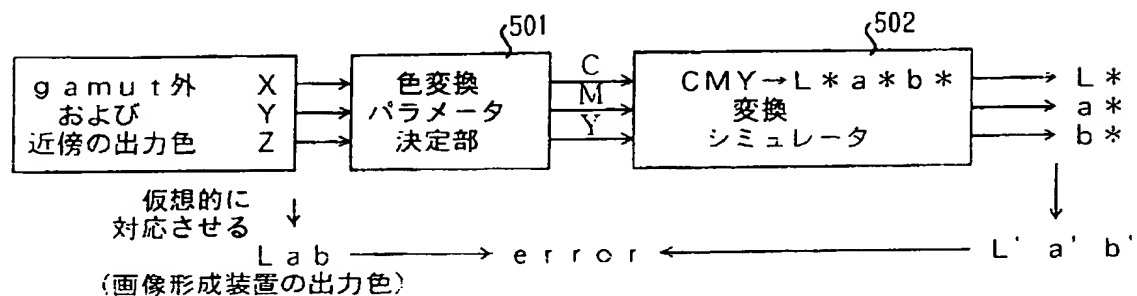 501
502
gamut外 X
および Y
近傍の出力色 Z
色変換
パラメータ
決定部
C
M
Y
CMY→L*a*b*
変換
シミュレータ
L*
a*
b*
仮想的に
対応させる
Lab
error
L' a' b'
(画像形成装置の出力色)